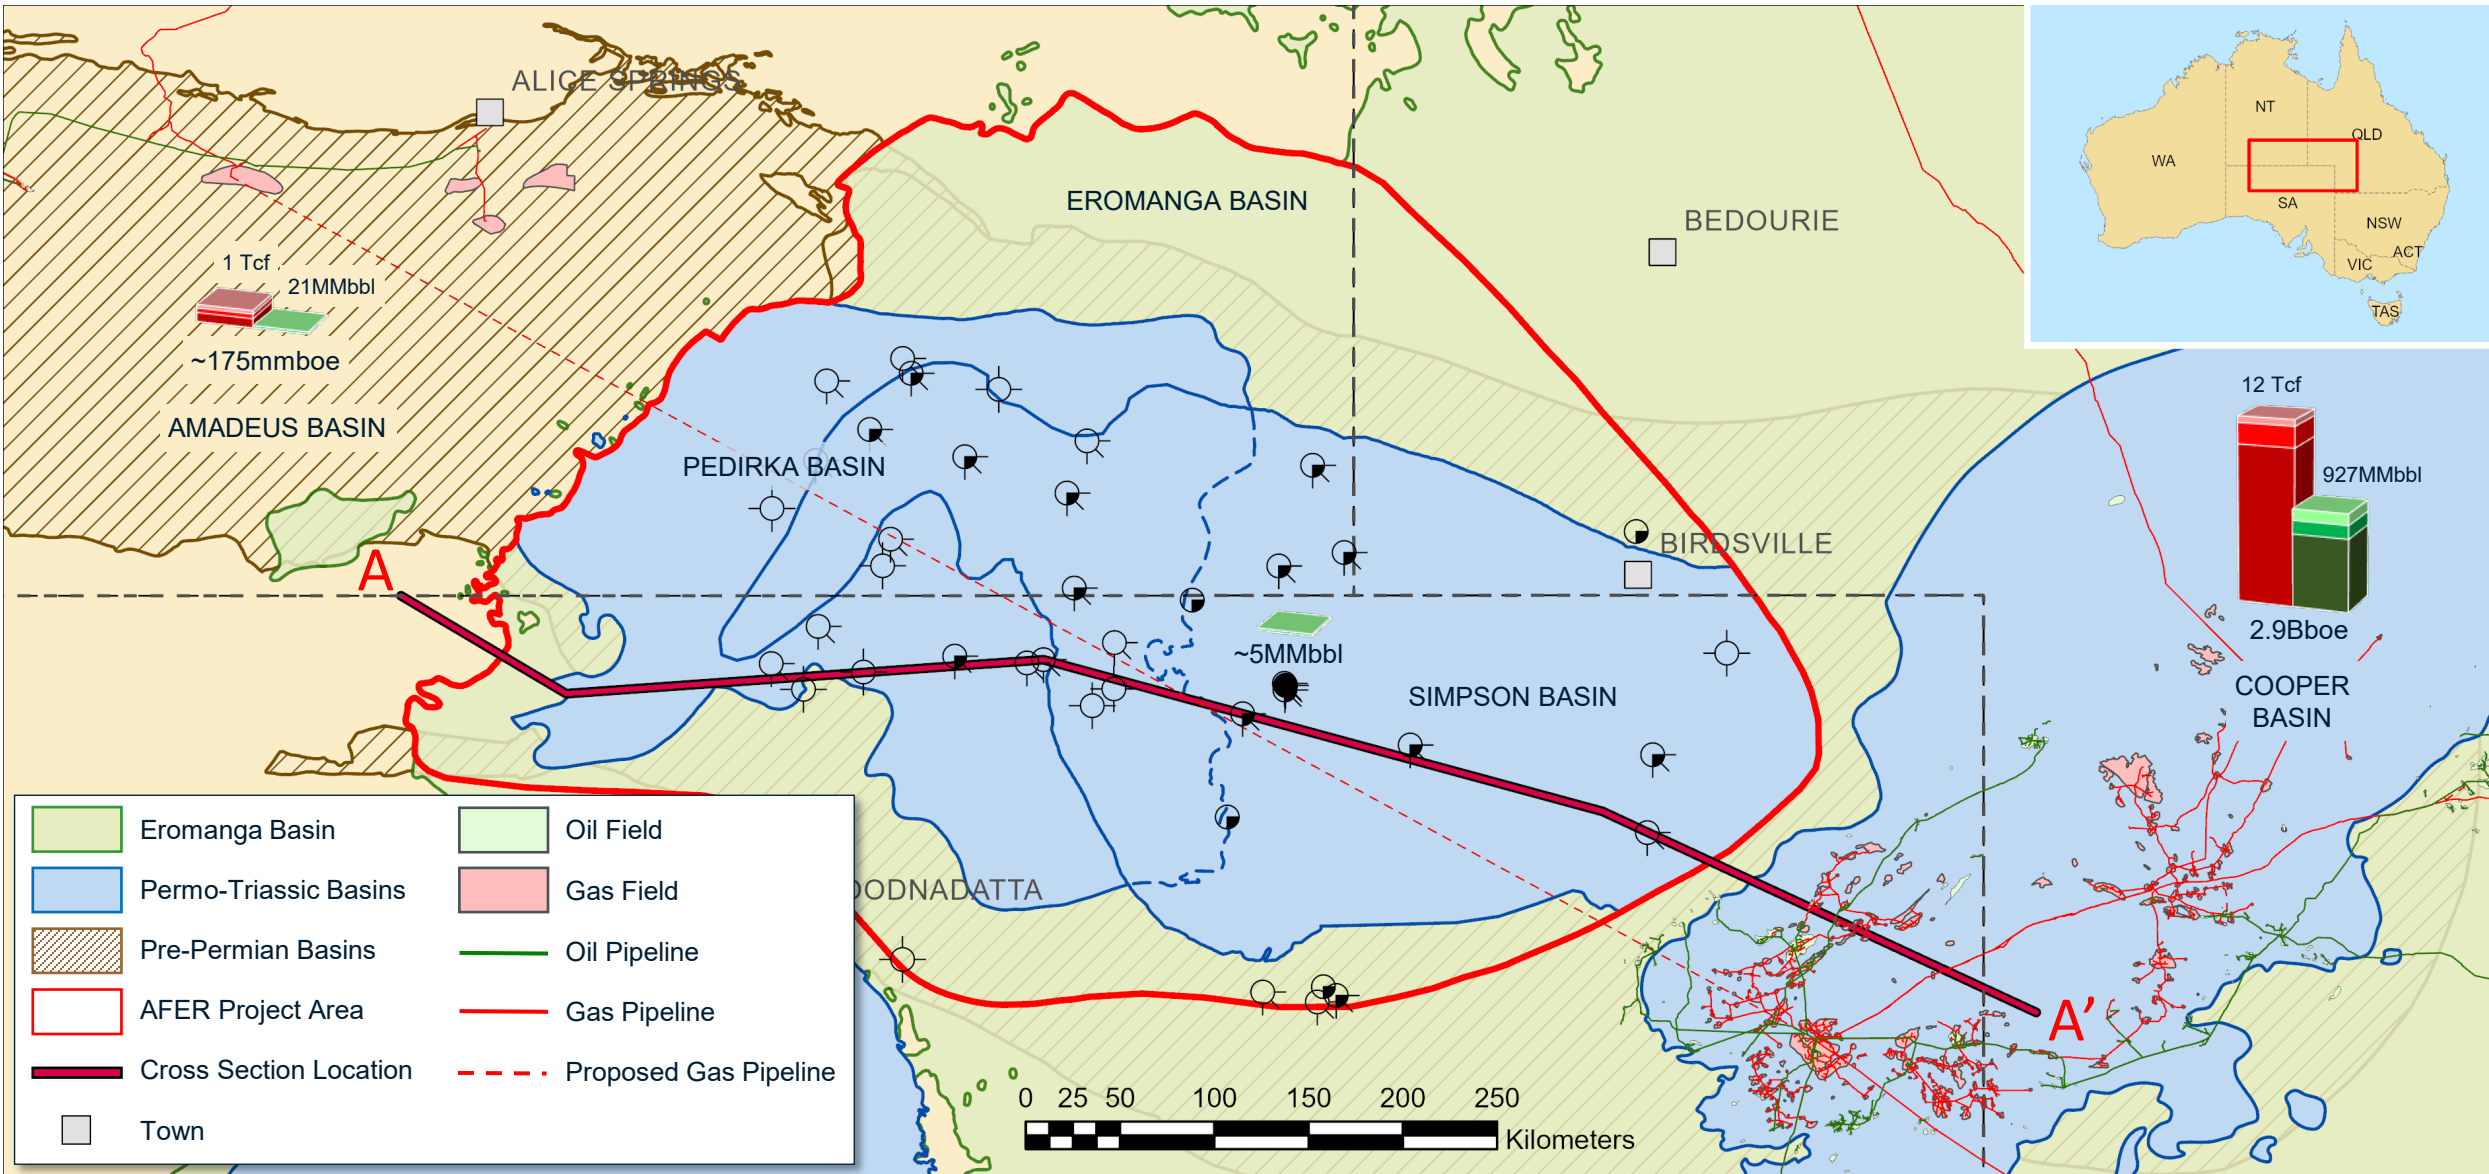 ALICE SPRINGS
EROMANGA BASIN
BEDOURIE
1 Tcf
21MMbbl
~175mmboe
AMADEUS BASIN
PEDIRKA BASIN
BIRDSVILLE
A
~5MMbbl
SIMPSON BASIN
12 Tcf
927MMbbl
2.9Bboe
COOPER
BASIN
OODNADATTA
A’
NT
QLD
WA
SA
NSW
ACT
VIC
TAS
Eromanga Basin
Permo-Triassic Basins
Pre-Permian Basins
AFER Project Area
Cross Section Location
Town
Oil Field
Gas Field
Oil Pipeline
Gas Pipeline
Proposed Gas Pipeline
0 25 50 100 150 200 250
Kilometers